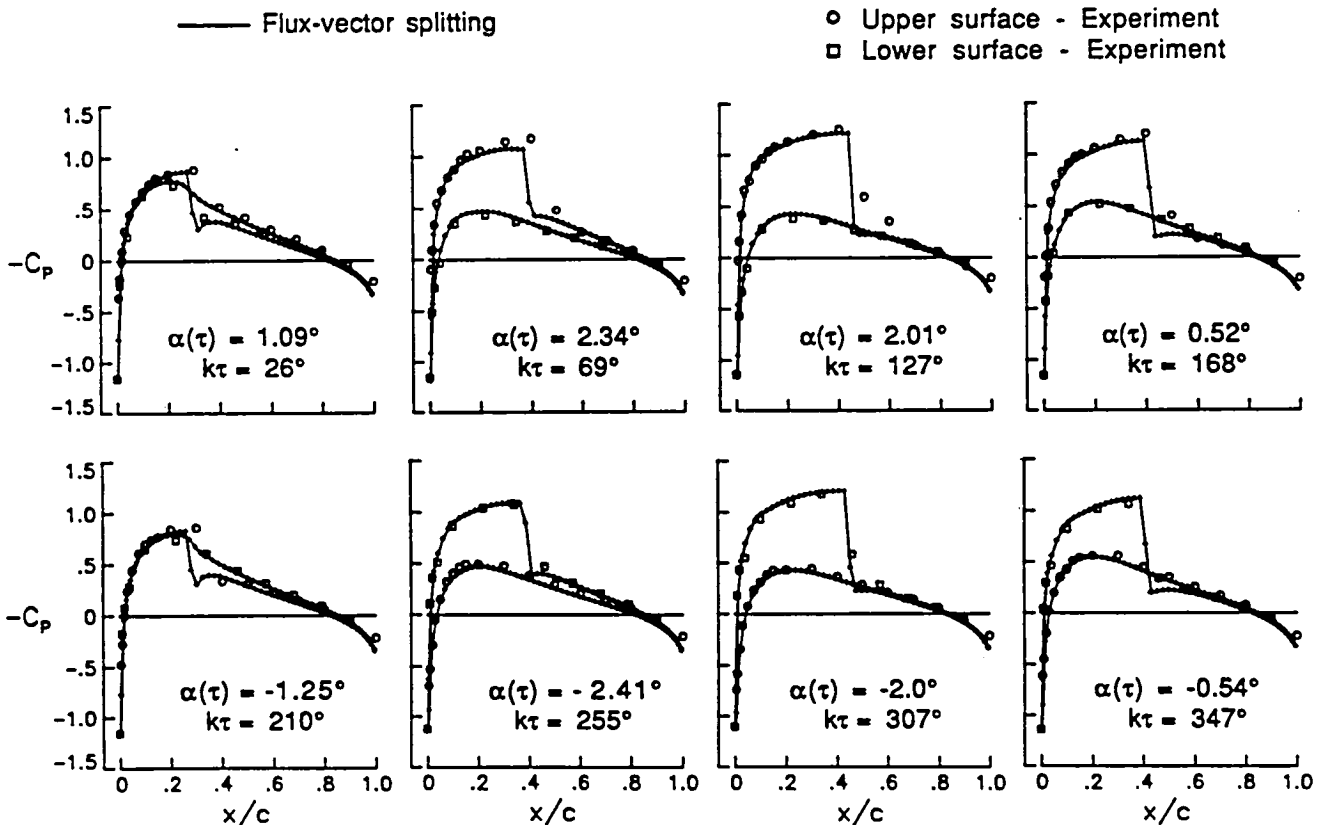 Flux-vector splitting
Upper surface - Experiment
Lower surface - Experiment
1.5
1.0
.5
-Cₚ
0
-.5
-1.0
-1.5
α(τ) = 1.09°
kτ = 26°
α(τ) = 2.34°
kτ = 69°
α(τ) = 2.01°
kτ = 127°
α(τ) = 0.52°
kτ = 168°
1.5
1.0
.5
0
-Cₚ
-.5
-1.0
-1.5
α(τ) = -1.25°
kτ = 210°
α(τ) = - 2.41°
kτ = 255°
α(τ) = -2.0°
kτ = 307°
α(τ) = -0.54°
kτ = 347°
0 .2 .4 .6 .8 1.0
0 .2 .4 .6 .8 1.0
0 .2 .4 .6 .8 1.0
0 .2 .4 .6 .8 1.0
x/c
x/c
x/c
x/c